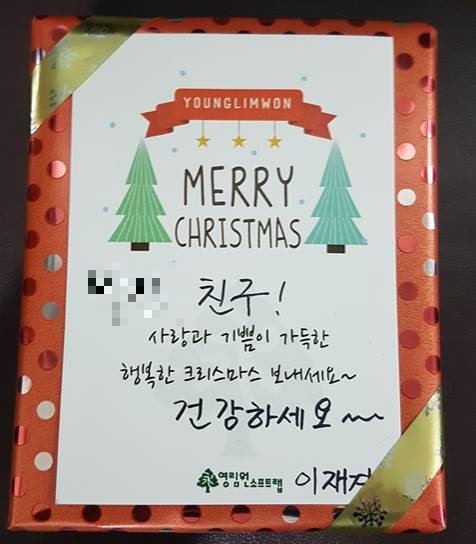 YOUNGLIMWON
MERRY
CHRISTMAS
친구!
사랑과 기쁨이 가득한
행복한 크리스마스 보내세요~
건강하세요~
영림원소프트랩